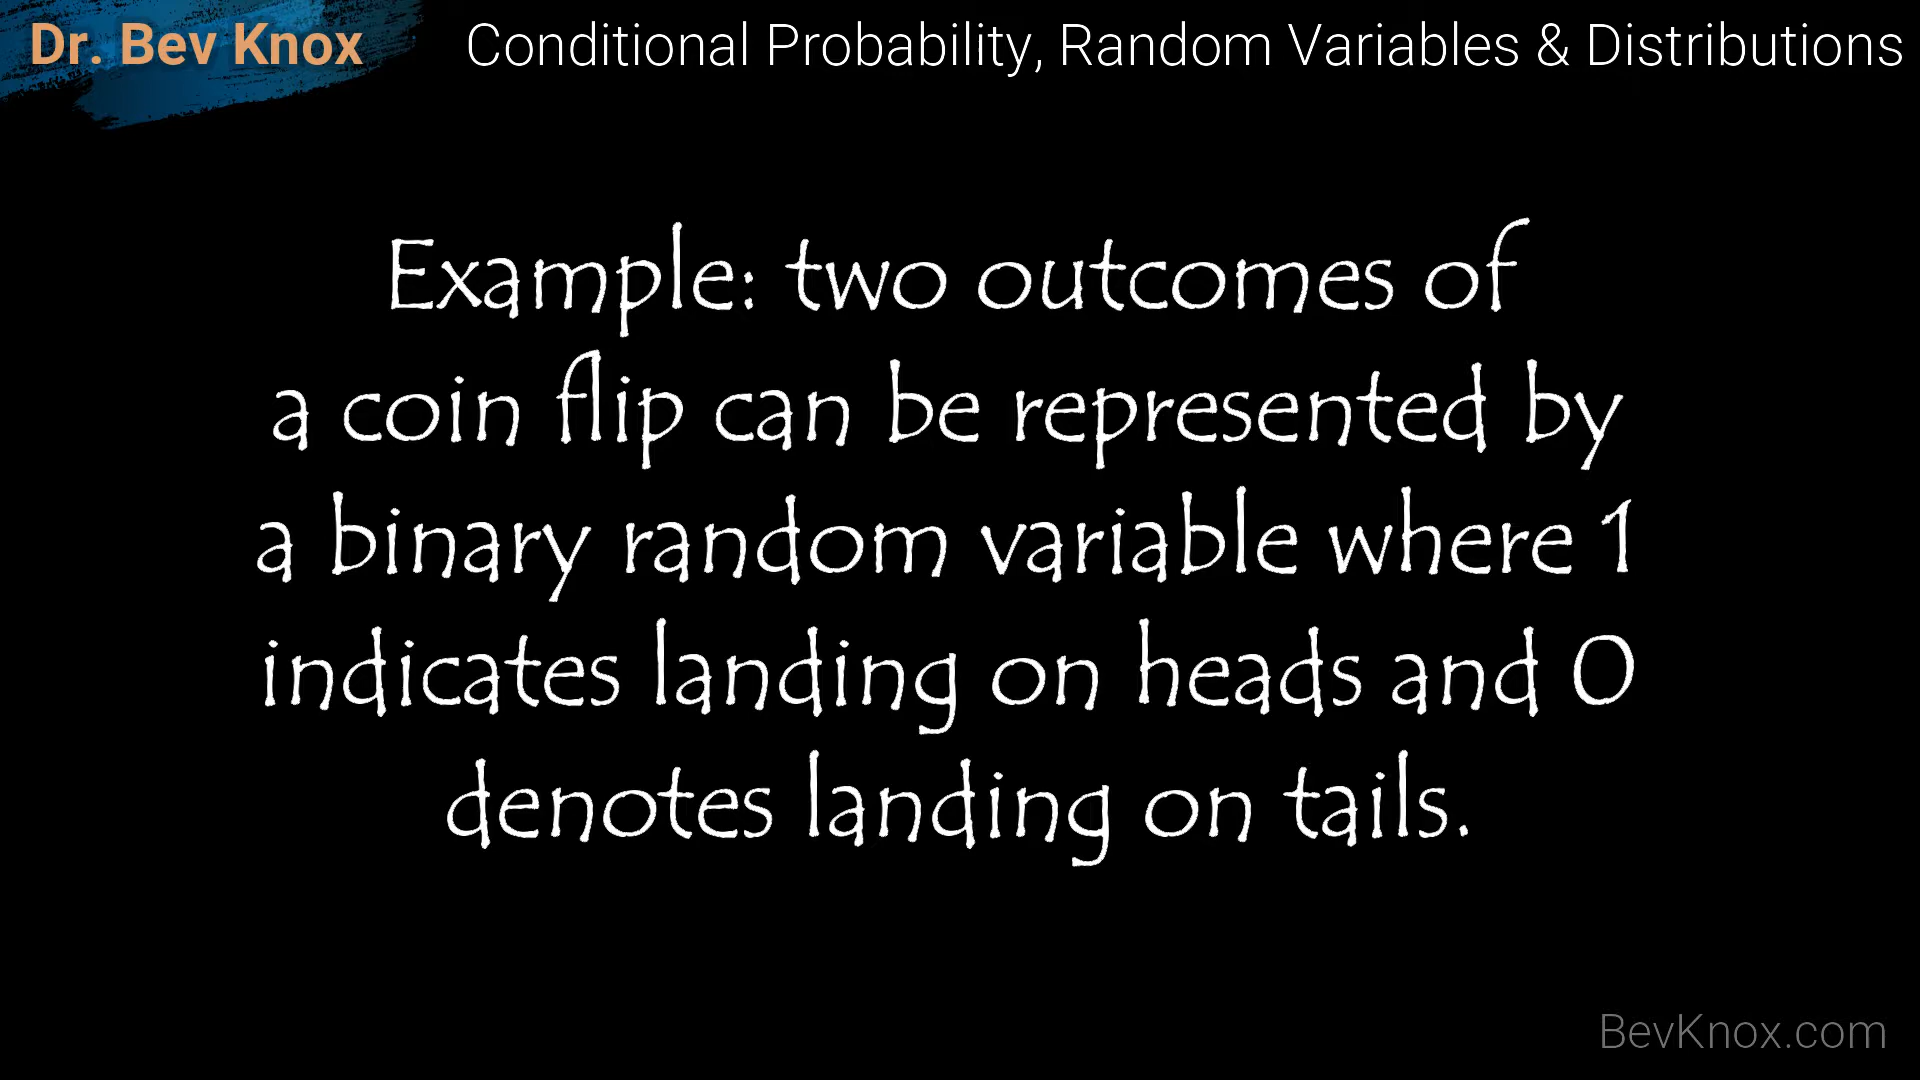 Dr. Bev Knox
Conditional Probability, Random Variables & Distributions
Example: two outcomes of
a coin flip can be represented by
a binary random variable where 1
indicates landing on heads and 0
denotes landing on tails.
BevKnox.com